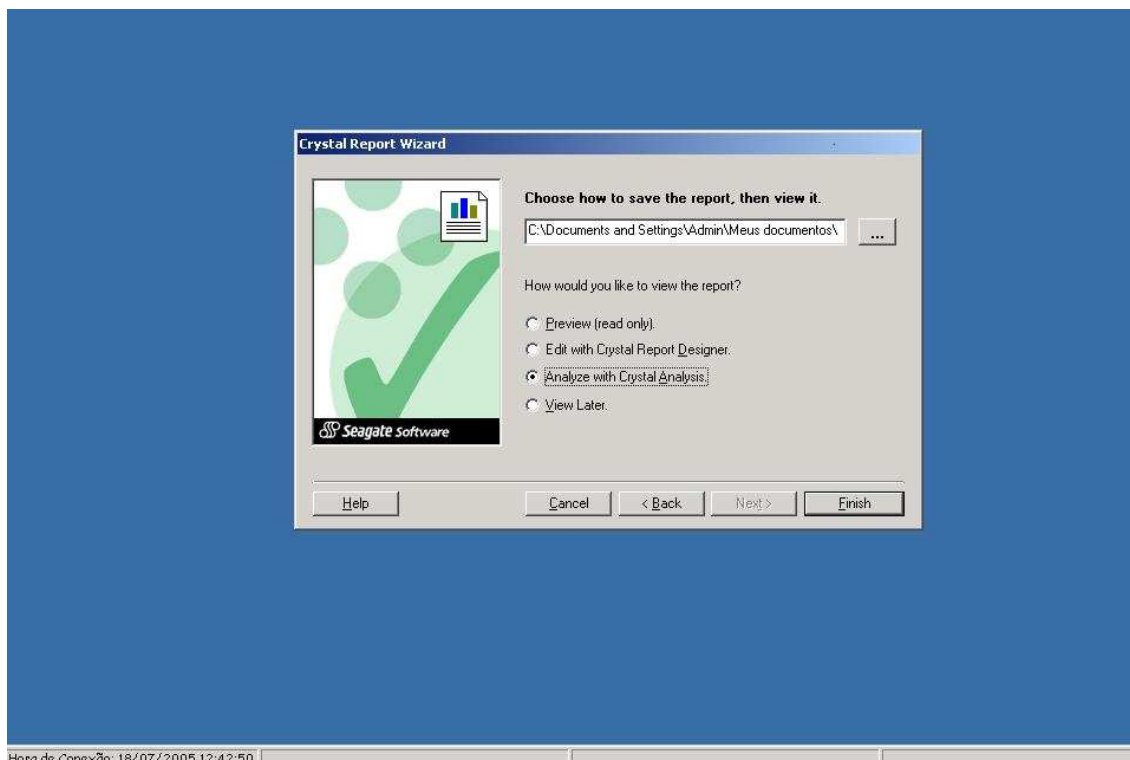 Crystal Report Wizard
Choose how to save the report, then view it.
C:\Documents and Settings\Admin\Meus documentos\
...
How would you like to view the report?
Preview (read only).
Edit with Crystal Report Designer.
Analyze with Crystal Analysis.
View Later.
Seagate Software
Help
Cancel
< Back
Next >
Finish
Hora de Conexão: 18/07/2005 12:42:50